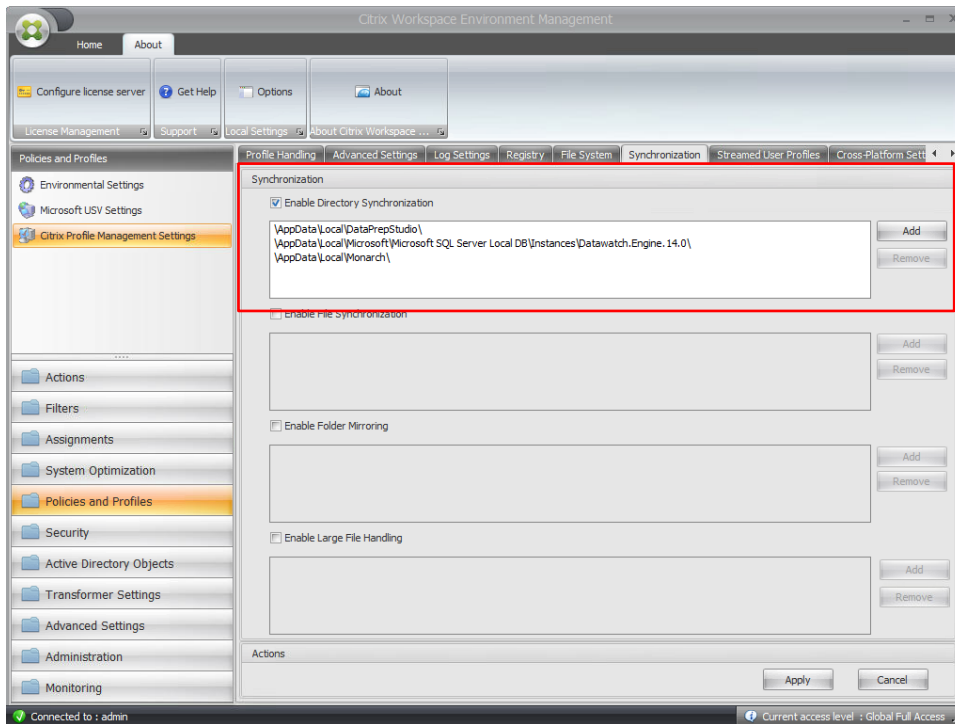 Citrix Workspace Environment Management
Home About
Configure license server Get Help Options About
License Management Support Local Settings About Citrix Workspace ...
Policies and Profiles
Environmental Settings
Microsoft USV Settings
Citrix Profile Management Settings
Actions
Filters
Assignments
System Optimization
Policies and Profiles
Security
Active Directory Objects
Transformer Settings
Advanced Settings
Administration
Monitoring
Profile Handling Advanced Settings Log Settings Registry File System Synchronization Streamed User Profiles Cross-Platform Sett
Synchronization
Enable Directory Synchronization
\AppData\Local\DataPrepStudio\
\AppData\Local\Microsoft\Microsoft SQL Server Local DB\Instances\Datawatch.Engine.14.0\
\AppData\Local\Monarch\
Add
Remove
Enable File Synchronization
Add
Remove
Enable Folder Mirroring
Add
Remove
Enable Large File Handling
Add
Remove
Actions
Apply Cancel
Connected to : admin
Current access level : Global Full Access